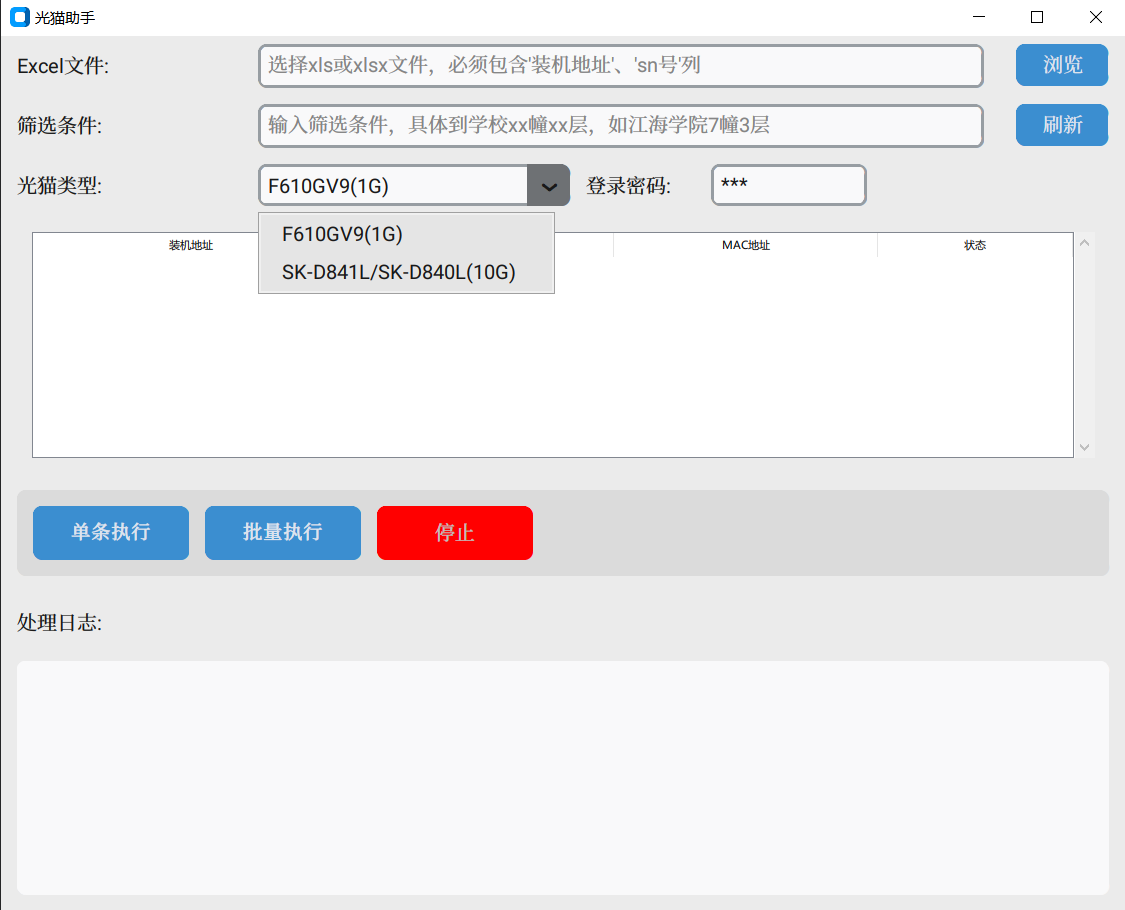 光猫助手
Excel文件:
选择xls或xlsx文件，必须包含'装机地址'、'sn号'列
浏览
筛选条件:
输入筛选条件，具体到学校xx幢xx层，如江海学院7幢3层
刷新
光猫类型:
F610GV9(1G)
登录密码:
***
F610GV9(1G)
SK-D841L/SK-D840L(10G)
装机地址
MAC地址
状态
单条执行
批量执行
停止
处理日志: